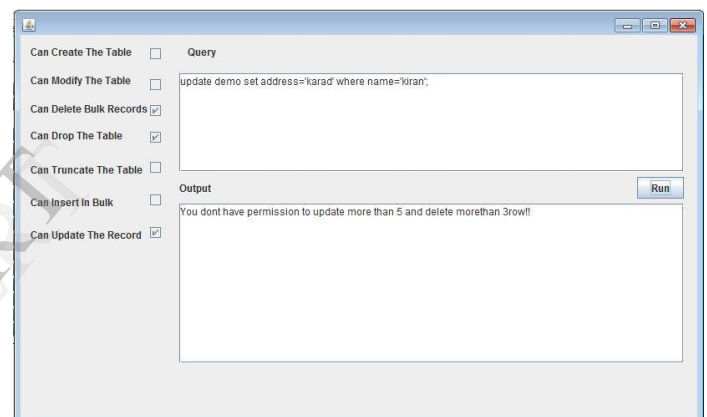 Can Create The Table
Query
Can Modify The Table
update demo set address='karad' where name='kiran';
Can Delete Bulk Records
Can Drop The Table
Can Truncate The Table
Output
Run
Can Insert In Bulk
You dont have permission to update more than 5 and delete morethan 3row!!
Can Update The Record